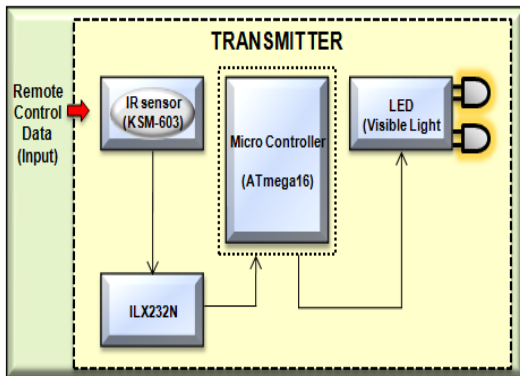 TRANSMITTER
Remote
Control
Data
(Input)
IR sensor
(KSM-603)
Micro Controller
(ATmega16)
LED
(Visible Light
ILX232N